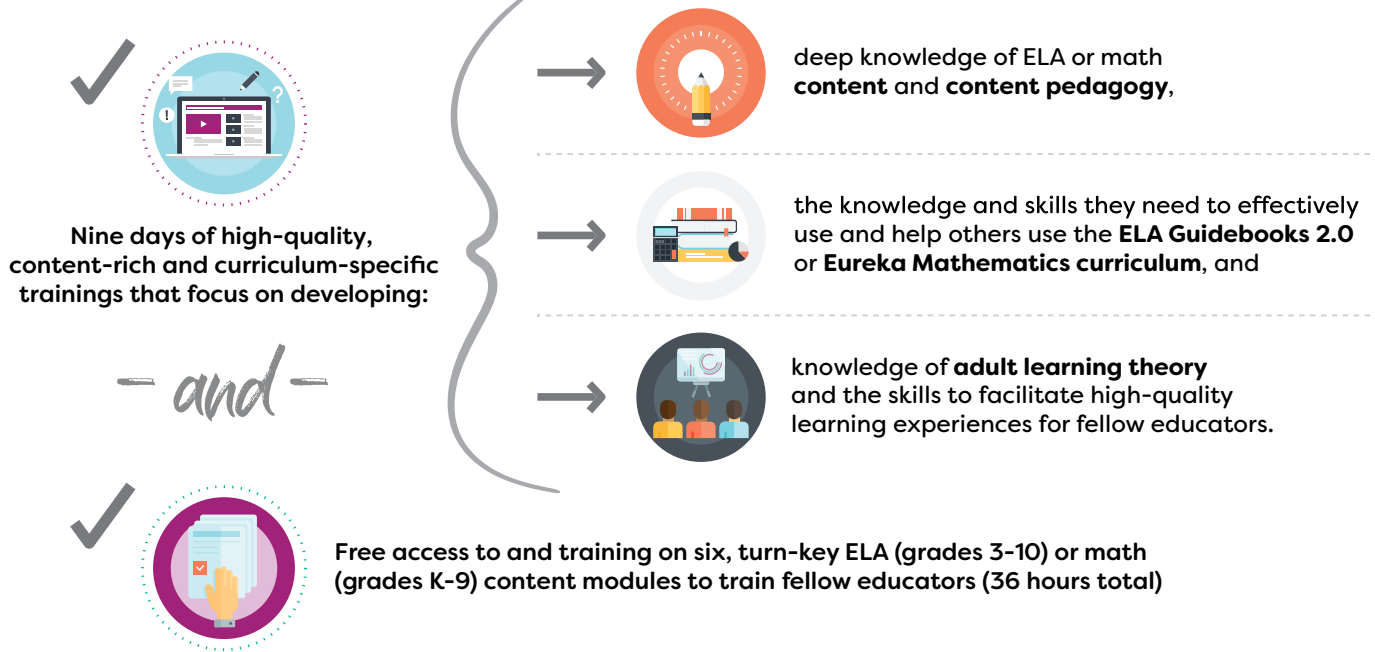 Nine days of high-quality,
content-rich and curriculum-specific
trainings that focus on developing:
deep knowledge of ELA or math
content and content pedagogy,
the knowledge and skills they need to effectively
use and help others use the ELA Guidebooks 2.0
or Eureka Mathematics curriculum, and
knowledge of adult learning theory
and the skills to facilitate high-quality
learning experiences for fellow educators.
- and -
Free access to and training on six, turn-key ELA (grades 3-10) or math
(grades K-9) content modules to train fellow educators (36 hours total)